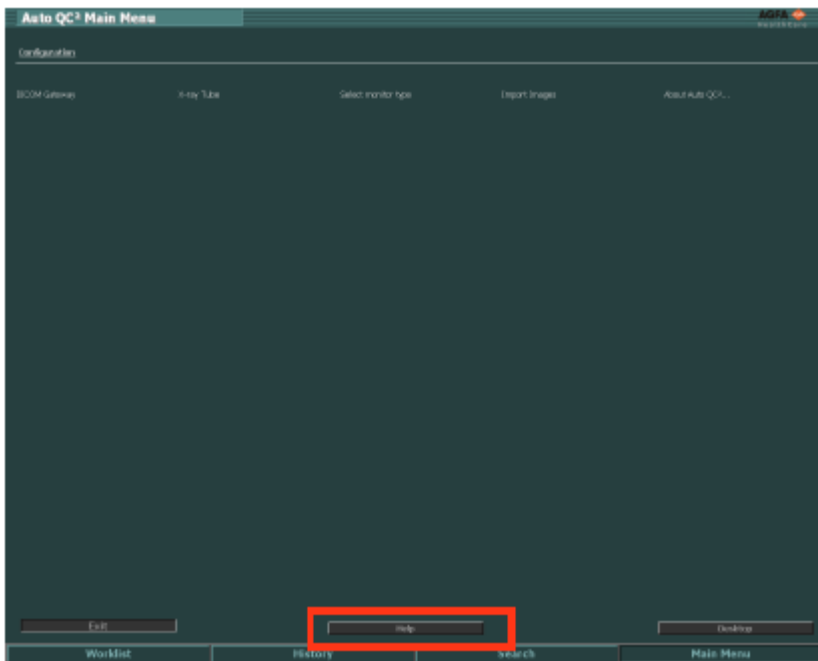 Auto QC² Main Menu
AGFA
HealthCare
Configuration
DICOM Gateway X-ray Tube Select monitor type Import Images About Auto QC²...
Exit Help Desktop
Worklist History Search Main Menu